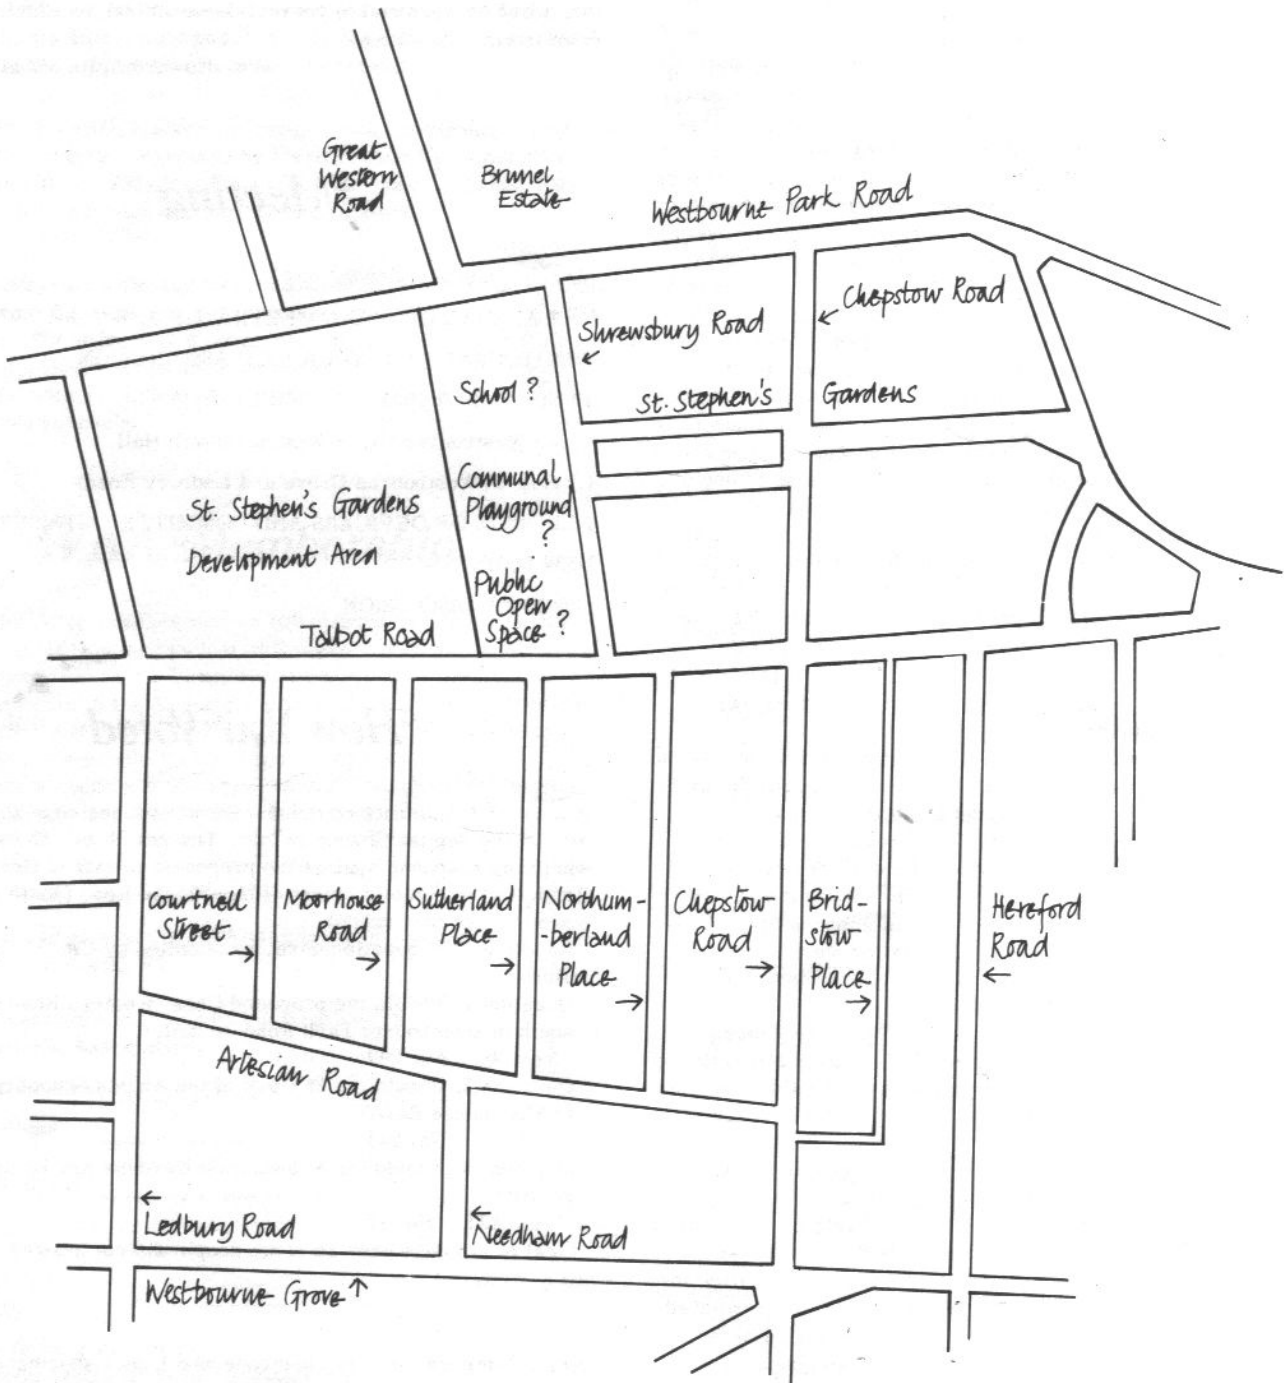 Great
Western
Road
Brunel
Estate
Westbourne Park Road
Chepstow Road
Shrewsbury Road
School ?
St. Stephen's Gardens
Communal
Playground
?
St. Stephen's Gardens
Development Area
Public
Open
Space ?
Talbot Road
Courtnell
Street
Moorhouse
Road
Sutherland
Place
Northum-
-berland
Place
Chepstow
Road
Brid-
stow
Place
Hereford
Road
Artesian Road
Ledbury Road
Needham Road
Westbourne Grove